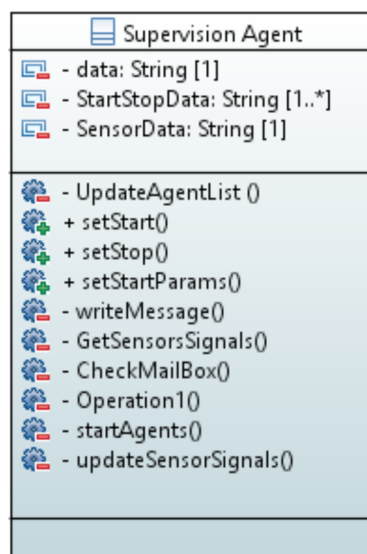 Supervision Agent
- data: String [1]
- StartStopData: String [1..*]
- SensorData: String [1]
- UpdateAgentList ()
+ setStart()
+ setStop()
+ setStartParams()
- writeMessage()
- GetSensorsSignals()
- CheckMailBox()
- Operation1()
- startAgents()
- updateSensorSignals()